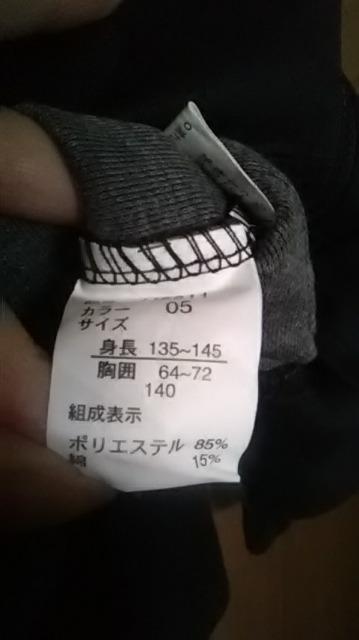 カラー 05
サイズ
身長 135~145
胸囲 64~72
140
組成表示
ポリエステル 85%
綿 15%